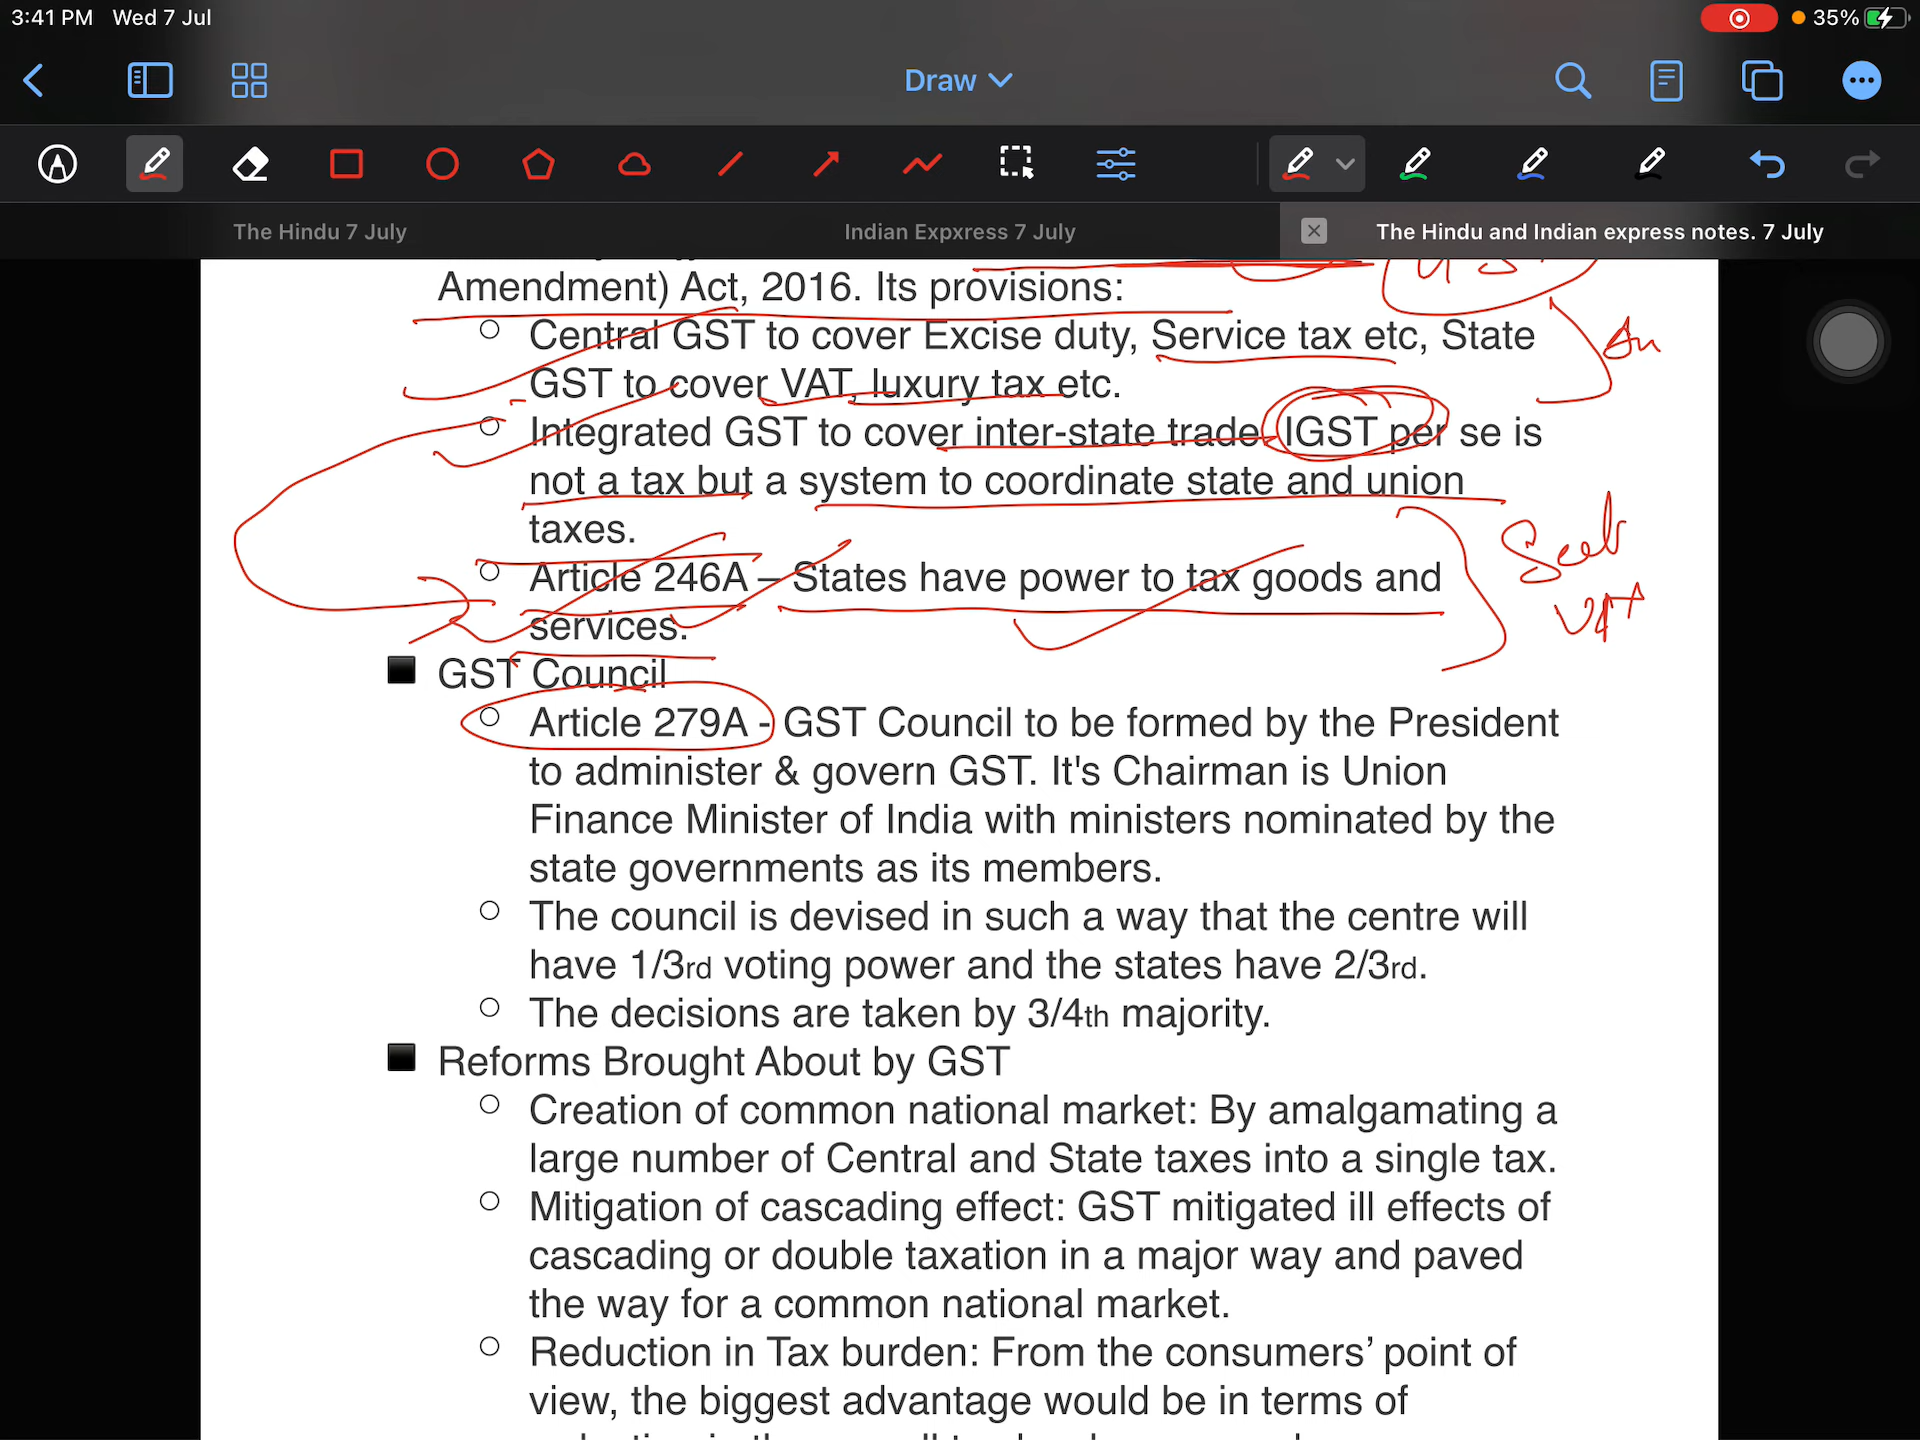 3:41 PM Wed 7 Jul
35%
Draw
The Hindu 7 July
Indian Expxress 7 July
The Hindu and Indian express notes. 7 July
Amendment) Act, 2016. Its provisions:
Central GST to cover Excise duty, Service tax etc, State
GST to cover VAT, luxury tax etc.
Integrated GST to cover inter-state trade. IGST per se is
not a tax but a system to coordinate state and union
taxes.
Article 246A – States have power to tax goods and
services.
GST Council
Article 279A - GST Council to be formed by the President
to administer & govern GST. It's Chairman is Union
Finance Minister of India with ministers nominated by the
state governments as its members.
The council is devised in such a way that the centre will
have 1/3rd voting power and the states have 2/3rd.
The decisions are taken by 3/4th majority.
Reforms Brought About by GST
Creation of common national market: By amalgamating a
large number of Central and State taxes into a single tax.
Mitigation of cascading effect: GST mitigated ill effects of
cascading or double taxation in a major way and paved
the way for a common national market.
Reduction in Tax burden: From the consumers’ point of
view, the biggest advantage would be in terms of